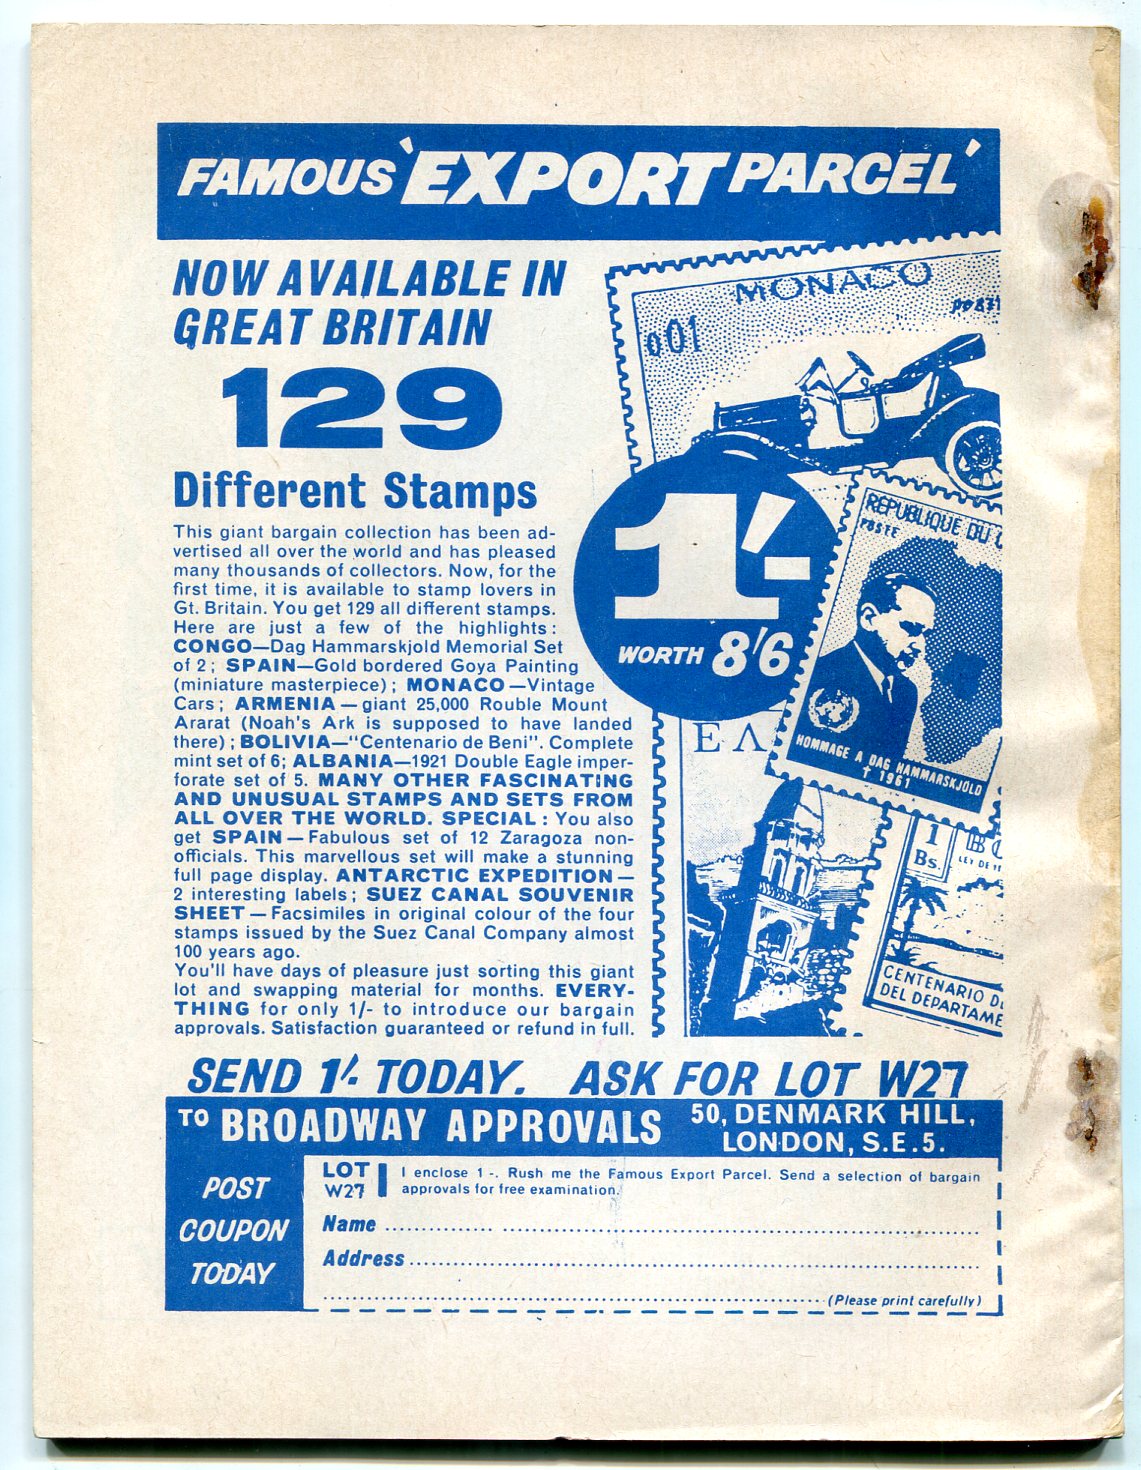 FAMOUS 'EXPORT PARCEL'
NOW AVAILABLE IN
GREAT BRITAIN
129
Different Stamps
This giant bargain collection has been ad-
vertised all over the world and has pleased
many thousands of collectors. Now, for the
first time, it is available to stamp lovers in
Gt. Britain. You get 129 all different stamps.
Here are just a few of the highlights:
CONGO—Dag Hammarskjold Memorial Set
of 2; SPAIN—Gold bordered Goya Painting
(miniature masterpiece); MONACO—Vintage
Cars; ARMENIA—giant 25,000 Rouble Mount
Ararat (Noah's Ark is supposed to have landed
there); BOLIVIA—"Centenario de Beni". Complete
mint set of 6; ALBANIA—1921 Double Eagle imper-
forate set of 5. MANY OTHER FASCINATING
AND UNUSUAL STAMPS AND SETS FROM
ALL OVER THE WORLD. SPECIAL: You also
get SPAIN—Fabulous set of 12 Zaragoza non-
officials. This marvellous set will make a stunning
full page display. ANTARCTIC EXPEDITION—
2 interesting labels; SUEZ CANAL SOUVENIR
SHEET—Facsimiles in original colour of the four
stamps issued by the Suez Canal Company almost
100 years ago.
You'll have days of pleasure just sorting this giant
lot and swapping material for months. EVERY-
THING for only 1/- to introduce our bargain
approvals. Satisfaction guaranteed or refund in full.
MONACO
001
POST
1/-
WORTH 8/6
REPUBLIQUE DU C
POSTE
HOMMAGE A DAG HAMMARSKJOLD
† 1961
ΕΛ
1
Bs.
BO
LEY DE
CENTENARIO D
DEL DEPARTAME
SEND 1/- TODAY. ASK FOR LOT W27
TO BROADWAY APPROVALS
50, DENMARK HILL,
LONDON, S.E.5.
POST
COUPON
TODAY
LOT
W27
I enclose 1 -. Rush me the Famous Export Parcel. Send a selection of bargain
approvals for free examination.
Name
Address
(Please print carefully)